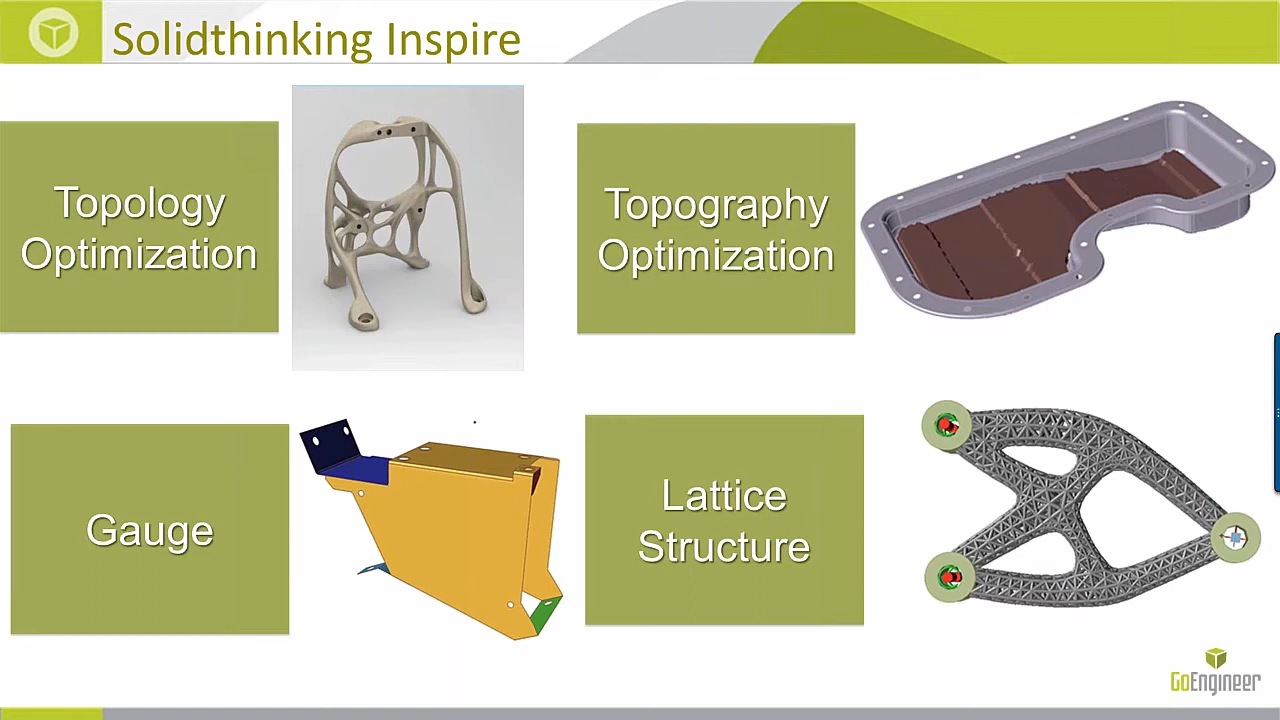 Solidthinking Inspire
Topology
Optimization
Topography
Optimization
Gauge
Lattice
Structure
GoEngineer